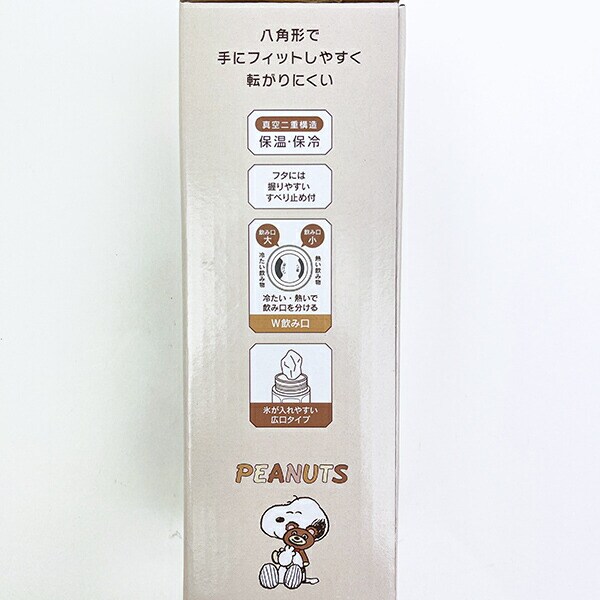 八角形で
手にフィットしやすく
転がりにくい
真空二重構造
保温・保冷
フタには
握りやすい
すべり止め付
飲み口
大
飲み口
小
冷たい飲み物
熱い飲み物
冷たい・熱いで
飲み口を分ける
W飲み口
氷が入れやすい
広口タイプ
PEANUTS